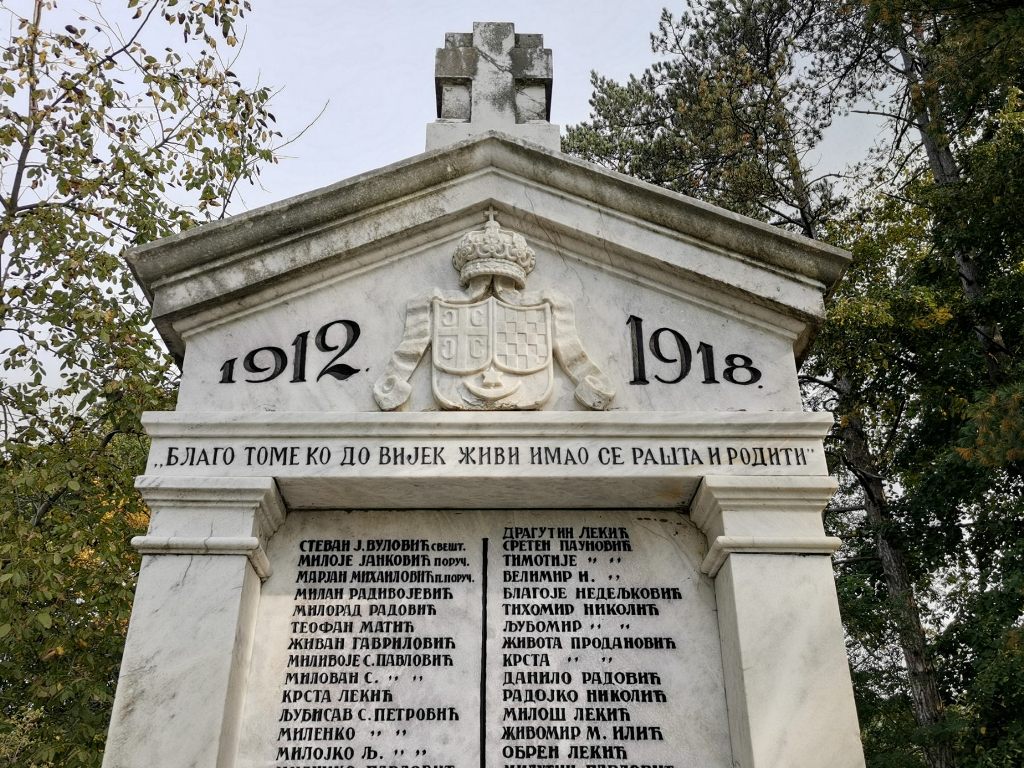 1912. 1918.
„БЛАГО ТОМЕ КО ДО ВИЈЕК ЖИВИ ИМАО СЕ РАШТА И РОДИТИ"
СТЕВАН Ј. ВУЛОВИЋ СВЕШТ.
МИЛОЈЕ ЈАНКОВИЋ ПОРУЧ.
МАРЈАН МИХАИЛОВИЋ П. ПОРУЧ.
МИЛАН РАДИВОЈЕВИЋ
МИЛОРАД РАДОВИЋ
ТЕОФАН МАТИЋ
ЖИВАН ГАВРИЛОВИЋ
МИЛИВОЈЕ С. ПАВЛОВИЋ
МИЛОВАН С. " "
КРСТА ЛЕКИЋ
ЉУБИСАВ С. ПЕТРОВИЋ
МИЛЕНКО " "
МИЛОЈКО Љ. " "
ДРАГУТИН ЛЕКИЋ
СРЕТЕН ПАУНОВИЋ
ТИМОТИЈЕ " "
ВЕЛИМИР И. "
БЛАГОЈЕ НЕДЕЉКОВИЋ
ТИХОМИР НИКОЛИЋ
ЉУБОМИР " "
ЖИВОТА ПРОДАНОВИЋ
КРСТА " "
ДАНИЛО РАДОВИЋ
РАДОЈКО НИКОЛИЋ
МИЛОШ ЛЕКИЋ
ЖИВОМИР М. ИЛИЋ
ОБРЕН ЛЕКИЋ